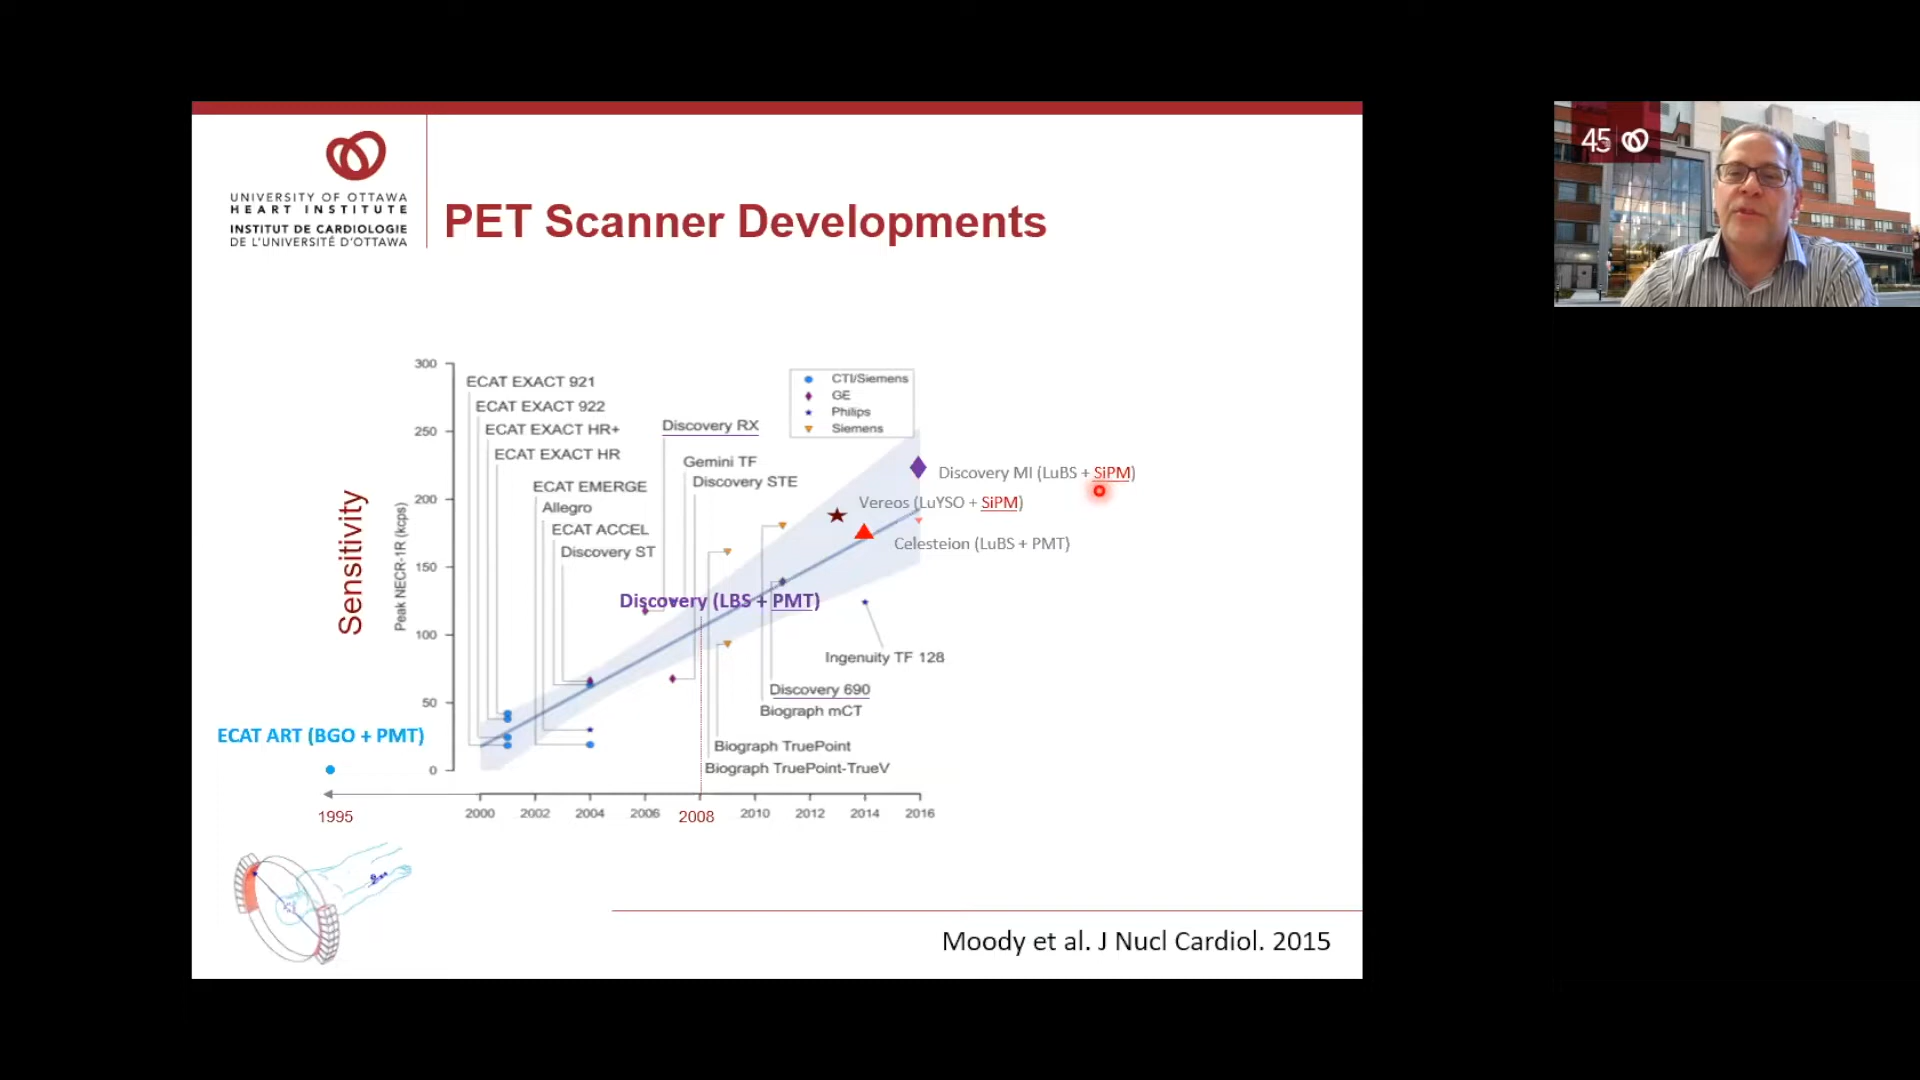 UNIVERSITY OF OTTAWA
HEART INSTITUTE
INSTITUT DE CARDIOLOGIE
DE L'UNIVERSITÉ D'OTTAWA
PET Scanner Developments
45
Sensitivity
Peak NECR-1R (kcps)
300
250
200
150
100
50
0
ECAT EXACT 921
ECAT EXACT 922
ECAT EXACT HR+
ECAT EXACT HR
ECAT EMERGE
Allegro
ECAT ACCEL
Discovery ST
Discovery RX
Gemini TF
Discovery STE
CTI/Siemens
GE
Philips
Siemens
Discovery MI (LuBS + SiPM)
Vereos (LuYSO + SiPM)
Celesteion (LuBS + PMT)
Discovery (LBS + PMT)
Ingenuity TF 128
Discovery 690
Biograph mCT
Biograph TruePoint
Biograph TruePoint-TrueV
ECAT ART (BGO + PMT)
1995
2000 2002 2004 2006 2008 2010 2012 2014 2016
Moody et al. J Nucl Cardiol. 2015